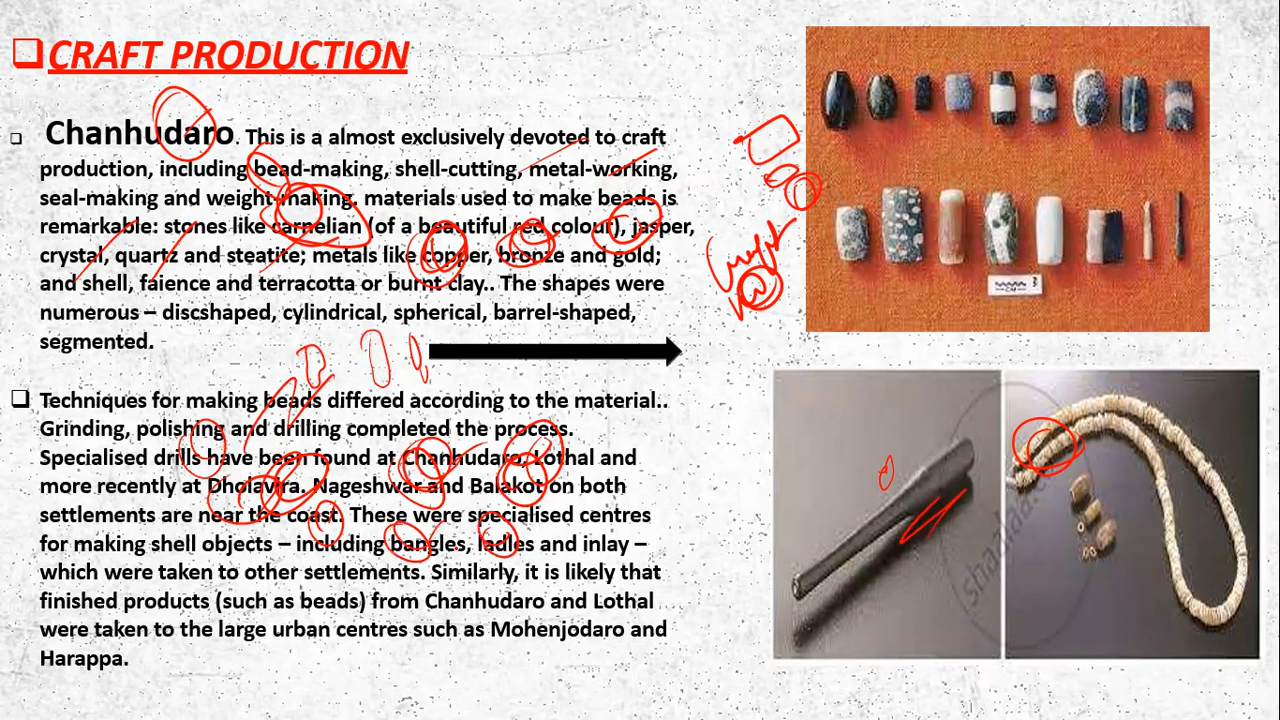 CRAFT PRODUCTION
Chanhudaro. This is a almost exclusively devoted to craft
production, including bead-making, shell-cutting, metal-working,
seal-making and weight-making. materials used to make beads is
remarkable: stones like carnelian (of a beautiful red colour), jasper,
crystal, quartz and steatite; metals like copper, bronze and gold;
and shell, faience and terracotta or burnt clay.. The shapes were
numerous – discshaped, cylindrical, spherical, barrel-shaped,
segmented.
Techniques for making beads differed according to the material..
Grinding, polishing and drilling completed the process.
Specialised drills have been found at Chanhudaro, Lothal and
more recently at Dholavira. Nageshwar and Balakot on both
settlements are near the coast. These were specialised centres
for making shell objects – including bangles, ladles and inlay –
which were taken to other settlements. Similarly, it is likely that
finished products (such as beads) from Chanhudaro and Lothal
were taken to the large urban centres such as Mohenjodaro and
Harappa.